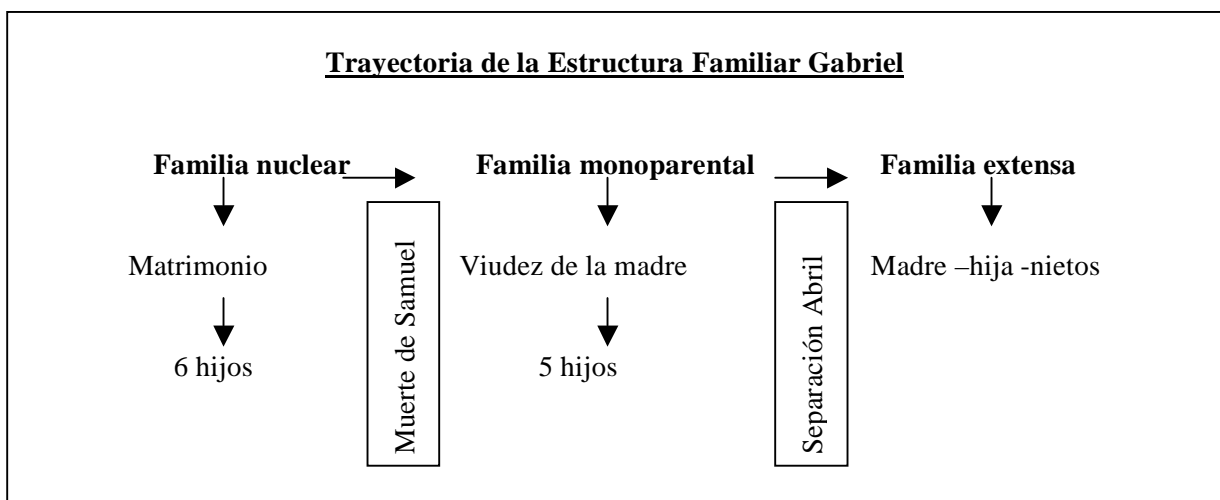 Trayectoria de la Estructura Familiar Gabriel
Familia nuclear
Familia monoparental
Familia extensa
Matrimonio
6 hijos
Muerte de Samuel
Viudez de la madre
5 hijos
Separación Abril
Madre –hija -nietos